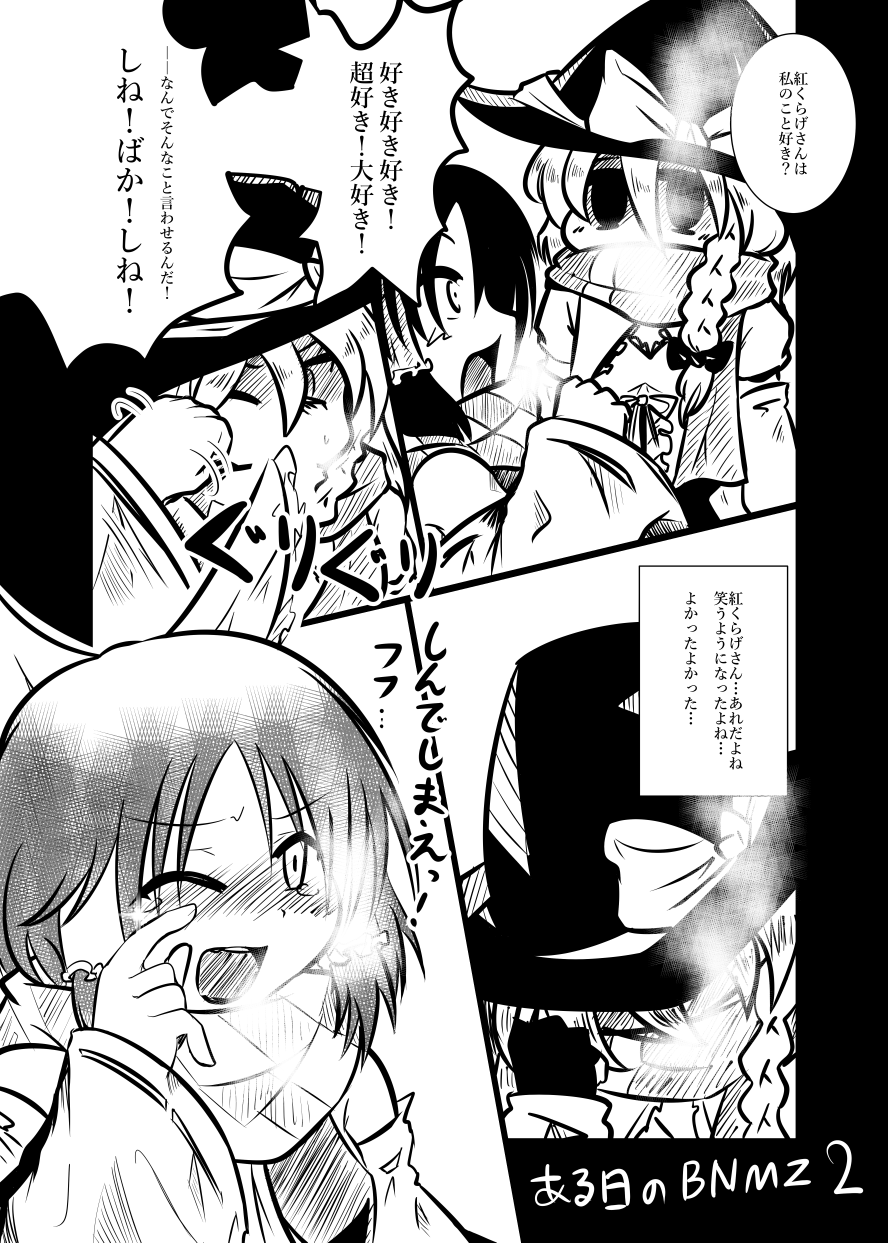 紅くらげさんは
私のこと好き？
好き好き好き！
超好き！大好き！
――なんでそんなこと言わせるんだ！
しね！ばか！しね！
ぐりぐり
紅くらげさん…あれだよね
笑うようになったよね…
よかったよかった…
しんでしまえっ！
フフ…
ある日のBNMZ 2